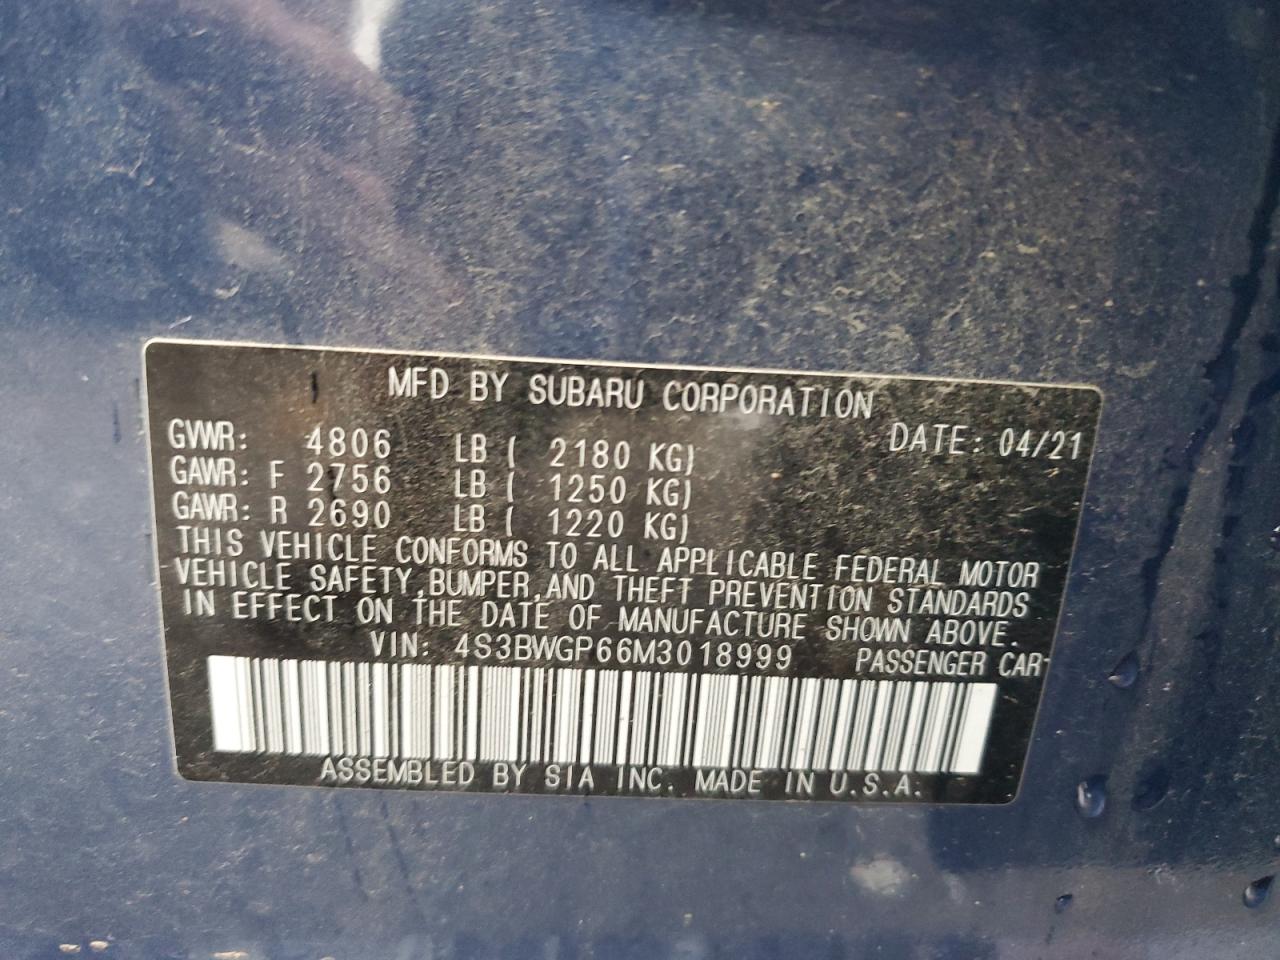 MFD BY SUBARU CORPORATION
GVWR: 4806 LB ( 2180 KG) DATE: 04/21
GAWR: F 2756 LB ( 1250 KG)
GAWR: R 2690 LB ( 1220 KG)
THIS VEHICLE CONFORMS TO ALL APPLICABLE FEDERAL MOTOR
VEHICLE SAFETY,BUMPER,AND THEFT PREVENTION STANDARDS
IN EFFECT ON THE DATE OF MANUFACTURE SHOWN ABOVE.
VIN: 4S3BWGP66M3018999 PASSENGER CAR
ASSEMBLED BY SIA INC. MADE IN U.S.A.